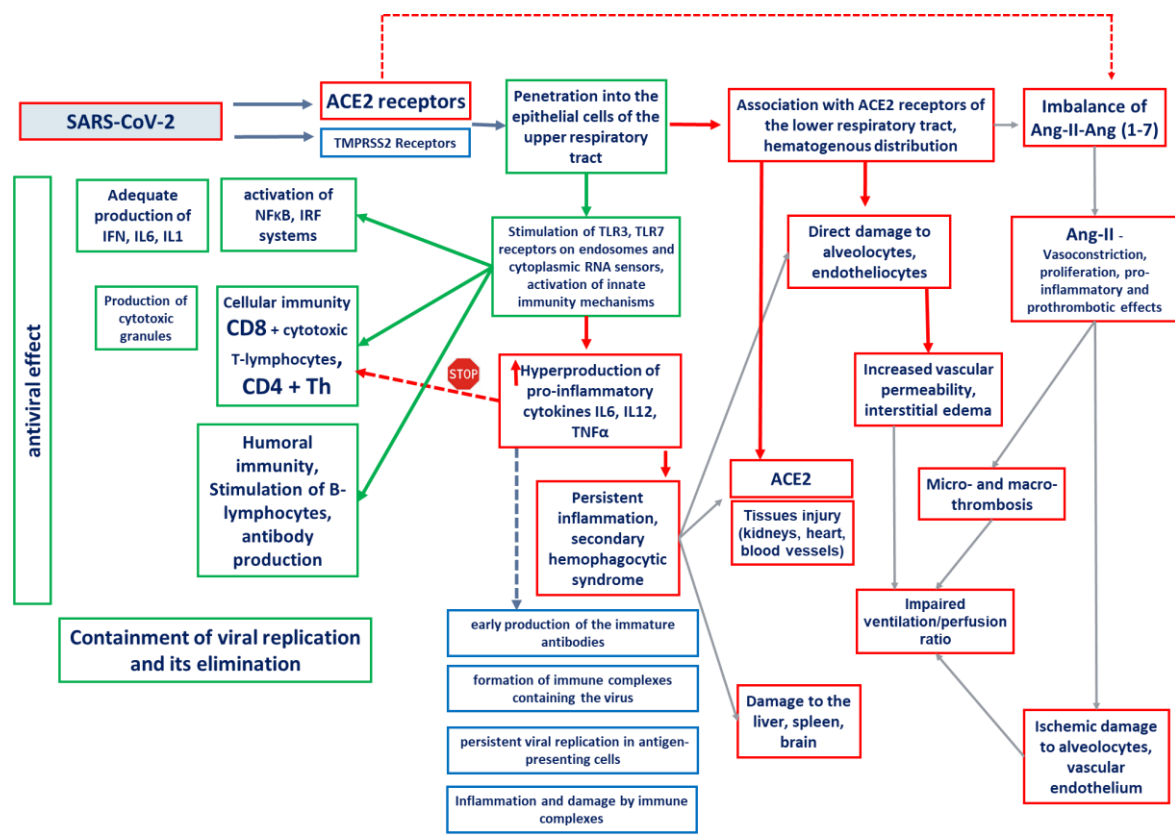 SARS-CoV-2
ACE2 receptors
TMPRSS2 Receptors
Penetration into the
epithelial cells of the
upper respiratory
tract
Association with ACE2 receptors of
the lower respiratory tract,
hematogenous distribution
Imbalance of
Ang-II-Ang (1-7)
antiviral effect
Adequate
production of
IFN, IL6, IL1
activation of
NFκB, IRF
systems
Stimulation of TLR3, TLR7
receptors on endosomes and
cytoplasmic RNA sensors,
activation of innate
immunity mechanisms
Direct damage to
alveolocytes,
endotheliocytes
Ang-II -
Vasoconstriction,
proliferation, pro-
inflammatory and
prothrombotic effects
Production of
cytotoxic
granules
Cellular immunity
CD8 + cytotoxic
T-lymphocytes,
CD4 + Th
STOP
Hyperproduction of
pro-inflammatory
cytokines IL6, IL12,
TNFα
Increased vascular
permeability,
interstitial edema
Humoral
immunity,
Stimulation of B-
lymphocytes,
antibody
production
Persistent
inflammation,
secondary
hemophagocytic
syndrome
ACE2
Tissues injury
(kidneys, heart,
blood vessels)
Micro- and macro-
thrombosis
Impaired
ventilation/perfusion
ratio
Containment of viral replication
and its elimination
early production of the immature
antibodies
formation of immune complexes
containing the virus
persistent viral replication in antigen-
presenting cells
Inflammation and damage by immune
complexes
Damage to the
liver, spleen,
brain
Ischemic damage
to alveolocytes,
vascular
endothelium